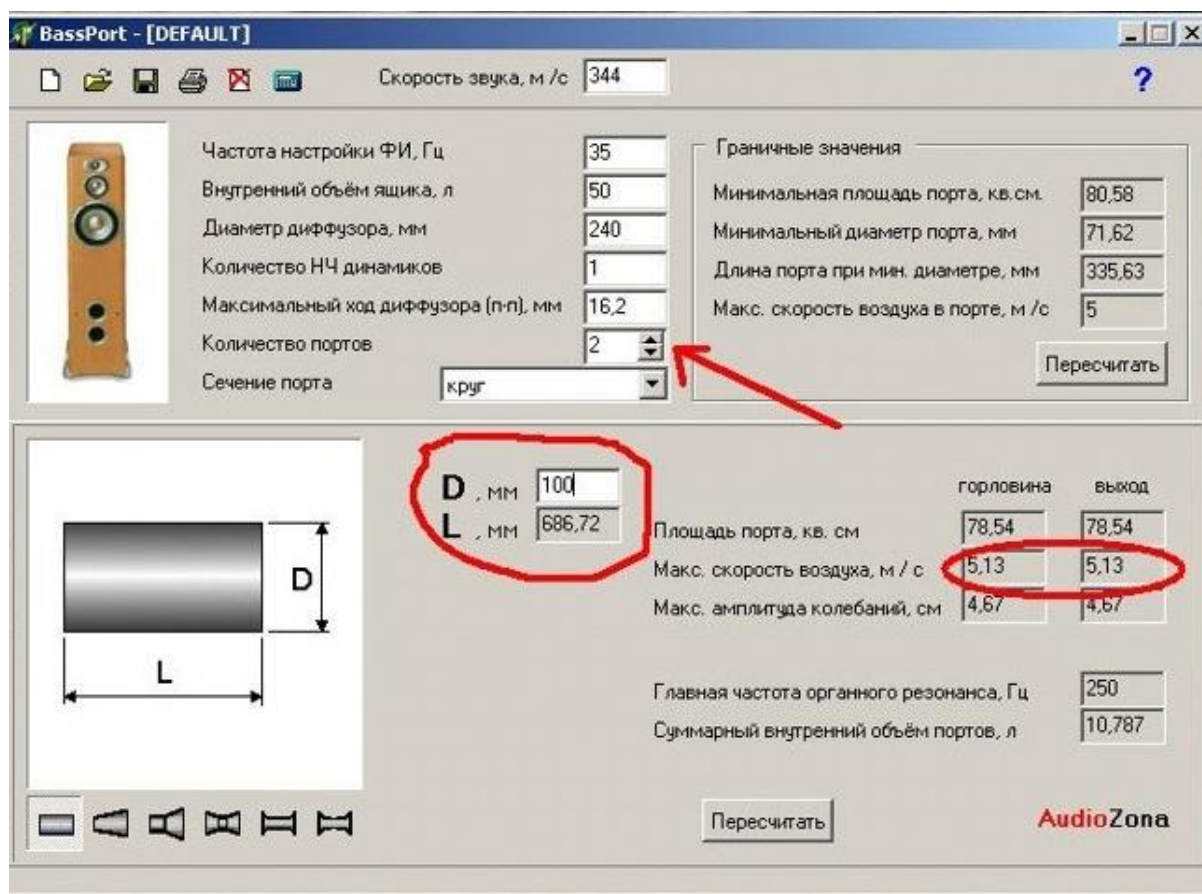 BassPort - [DEFAULT]
Скорость звука, м /с 344 ?
Частота настройки ФИ, Гц 35
Внутренний объём ящика, л 50
Диаметр диффузора, мм 240
Количество НЧ динамиков 1
Максимальный ход диффузора (п-п), мм 16,2
Количество портов 2
Сечение порта круг
Граничные значения
Минимальная площадь порта, кв.см. 80,58
Минимальный диаметр порта, мм 71,62
Длина порта при мин. диаметре, мм 335,63
Макс. скорость воздуха в порте, м /с 5
Пересчитать
D
L
D , мм 100
L , мм 686,72
горловина выход
Площадь порта, кв. см 78,54 78,54
Макс. скорость воздуха, м / с 5,13 5,13
Макс. амплитуда колебаний, см 4,67 4,67
Главная частота органного резонанса, Гц 250
Суммарный внутренний объём портов, л 10,787
Пересчитать
AudioZona